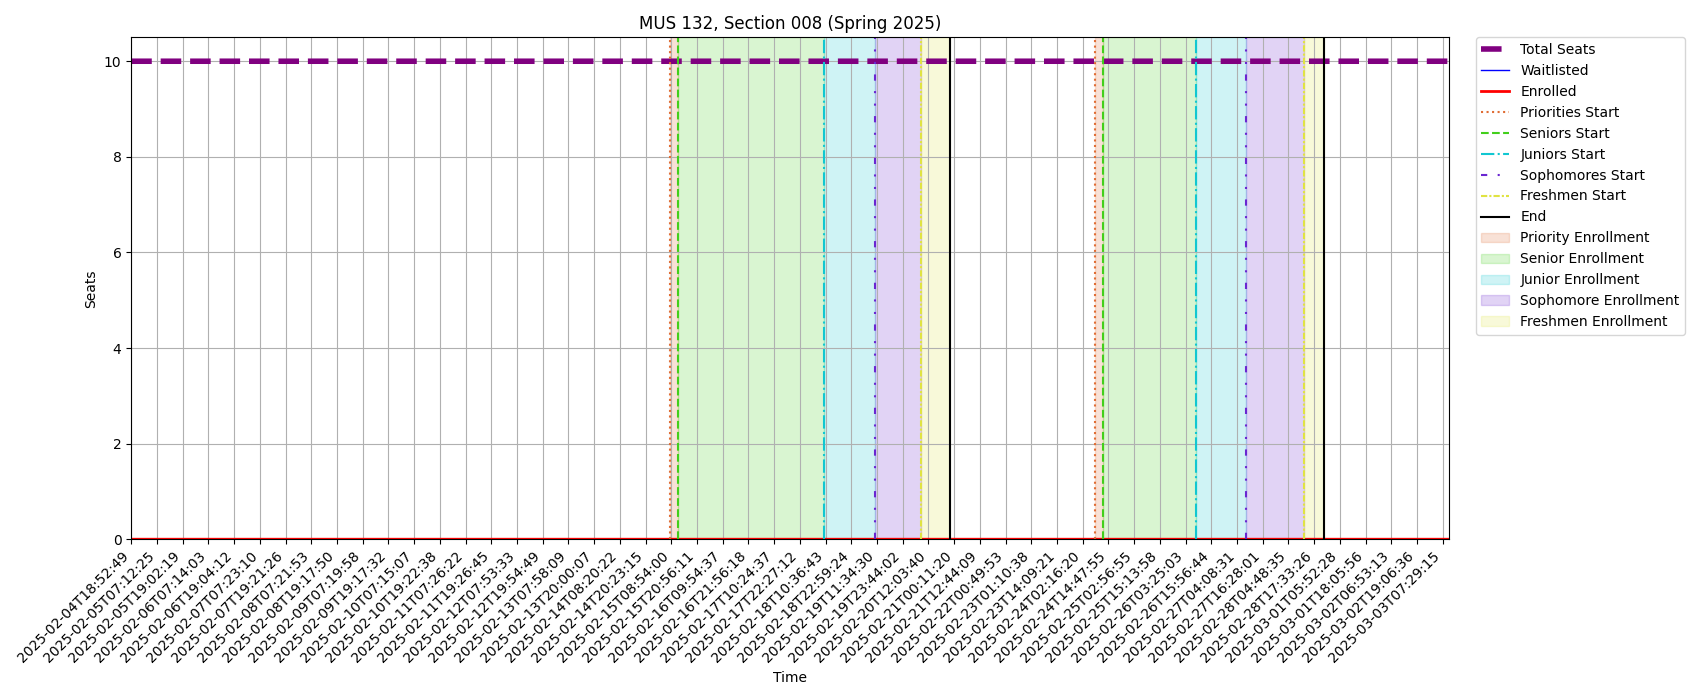 MUS 132, Section 008 (Spring 2025)
Seats
10
8
6
4
2
0
2025-02-04T18:52:49
2025-02-05T07:12:25
2025-02-05T19:02:19
2025-02-06T07:14:03
2025-02-06T19:04:12
2025-02-07T07:23:10
2025-02-07T19:21:26
2025-02-08T07:21:53
2025-02-08T19:17:50
2025-02-09T07:19:58
2025-02-09T19:17:32
2025-02-10T07:15:07
2025-02-10T19:22:38
2025-02-11T07:26:22
2025-02-11T19:26:45
2025-02-12T07:53:33
2025-02-12T19:54:49
2025-02-13T07:58:09
2025-02-13T20:00:07
2025-02-14T08:20:22
2025-02-14T20:23:15
2025-02-15T08:54:00
2025-02-15T20:56:11
2025-02-16T09:54:37
2025-02-16T21:56:18
2025-02-17T10:24:37
2025-02-17T22:27:12
2025-02-18T10:36:43
2025-02-18T22:59:24
2025-02-19T11:34:30
2025-02-19T23:44:02
2025-02-20T12:03:40
2025-02-21T00:11:20
2025-02-21T12:44:09
2025-02-22T00:49:53
2025-02-23T01:10:38
2025-02-23T14:09:21
2025-02-24T02:16:20
2025-02-24T14:47:55
2025-02-25T02:56:55
2025-02-25T15:13:58
2025-02-26T03:25:03
2025-02-26T15:56:44
2025-02-27T04:08:31
2025-02-27T16:28:01
2025-02-28T04:48:35
2025-02-28T17:33:26
2025-03-01T05:52:28
2025-03-01T18:05:56
2025-03-02T06:53:13
2025-03-02T19:06:36
2025-03-03T07:29:15
Time
Total Seats
Waitlisted
Enrolled
Priorities Start
Seniors Start
Juniors Start
Sophomores Start
Freshmen Start
End
Priority Enrollment
Senior Enrollment
Junior Enrollment
Sophomore Enrollment
Freshmen Enrollment